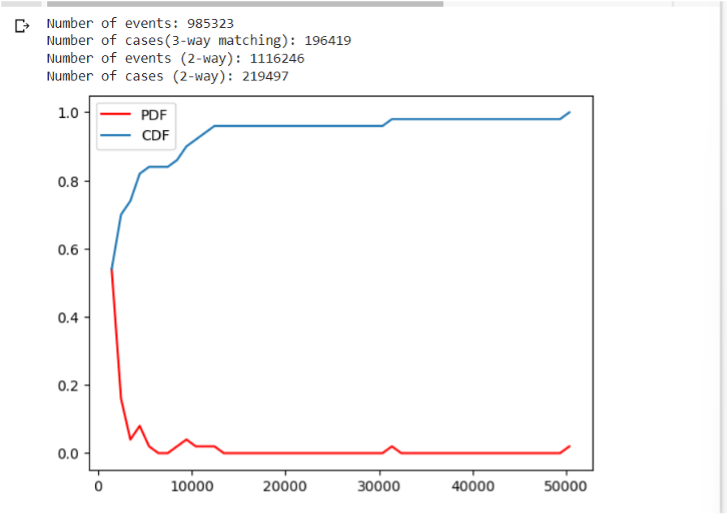 Number of events: 985323
Number of cases(3-way matching): 196419
Number of events (2-way): 1116246
Number of cases (2-way): 219497
PDF
CDF
1.0
0.8
0.6
0.4
0.2
0.0
0 10000 20000 30000 40000 50000